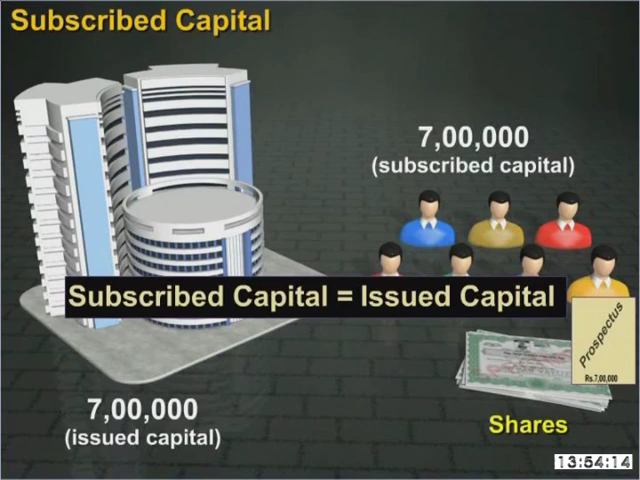 Subscribed Capital
7,00,000
(subscribed capital)
Subscribed Capital = Issued Capital
Prospectus
Rs.7,00,000
7,00,000
(issued capital)
Shares
13:54:14